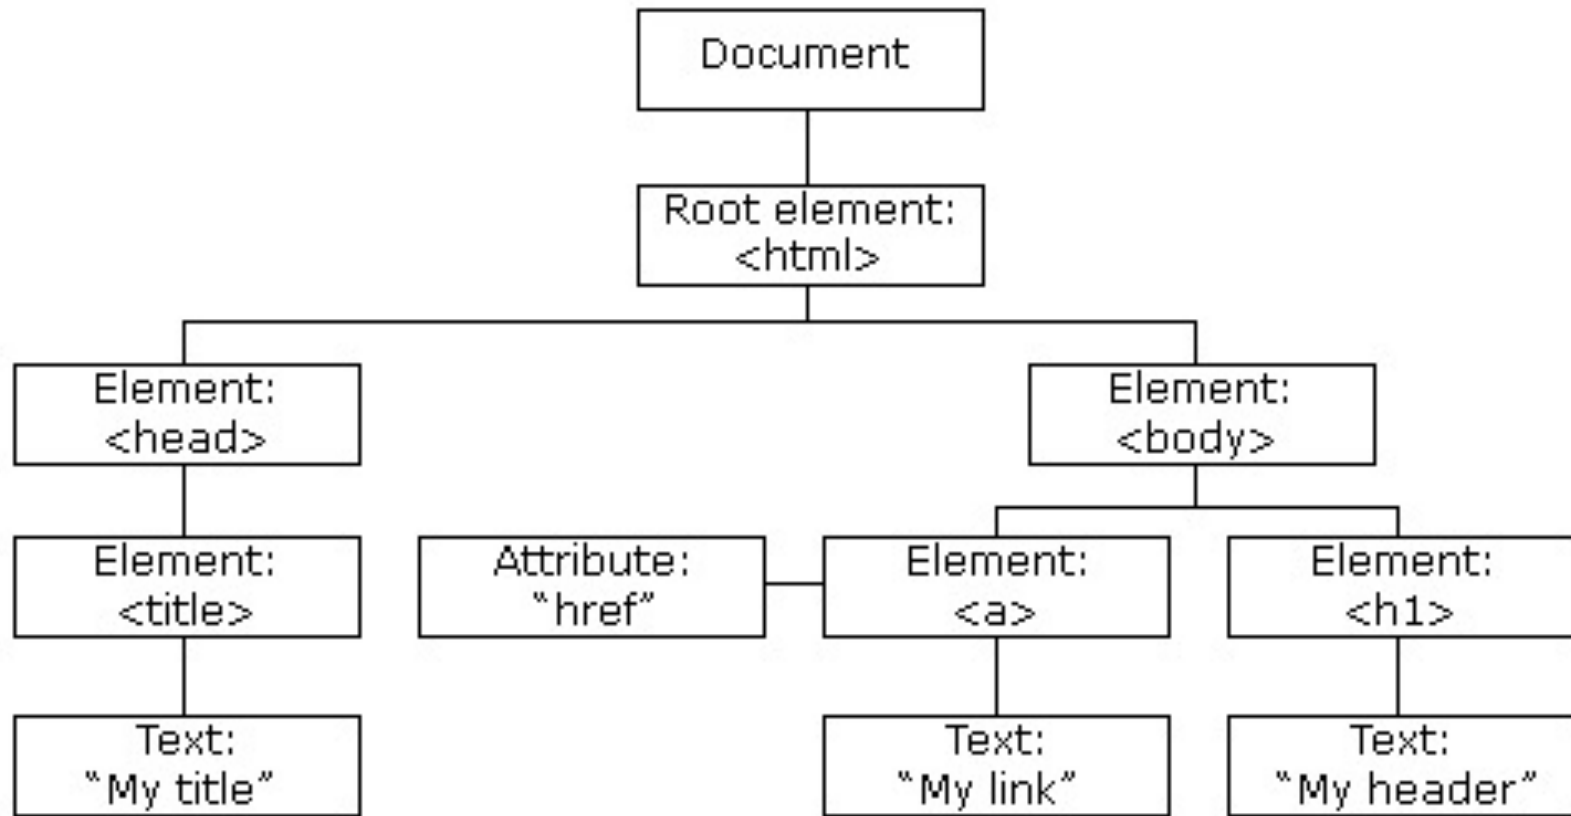 Document
Root element:
<html>
Element:
<head>
Element:
<body>
Element:
<title>
Attribute:
“href”
Element:
<a>
Element:
<h1>
Text:
“My title”
Text:
“My link”
Text:
“My header”